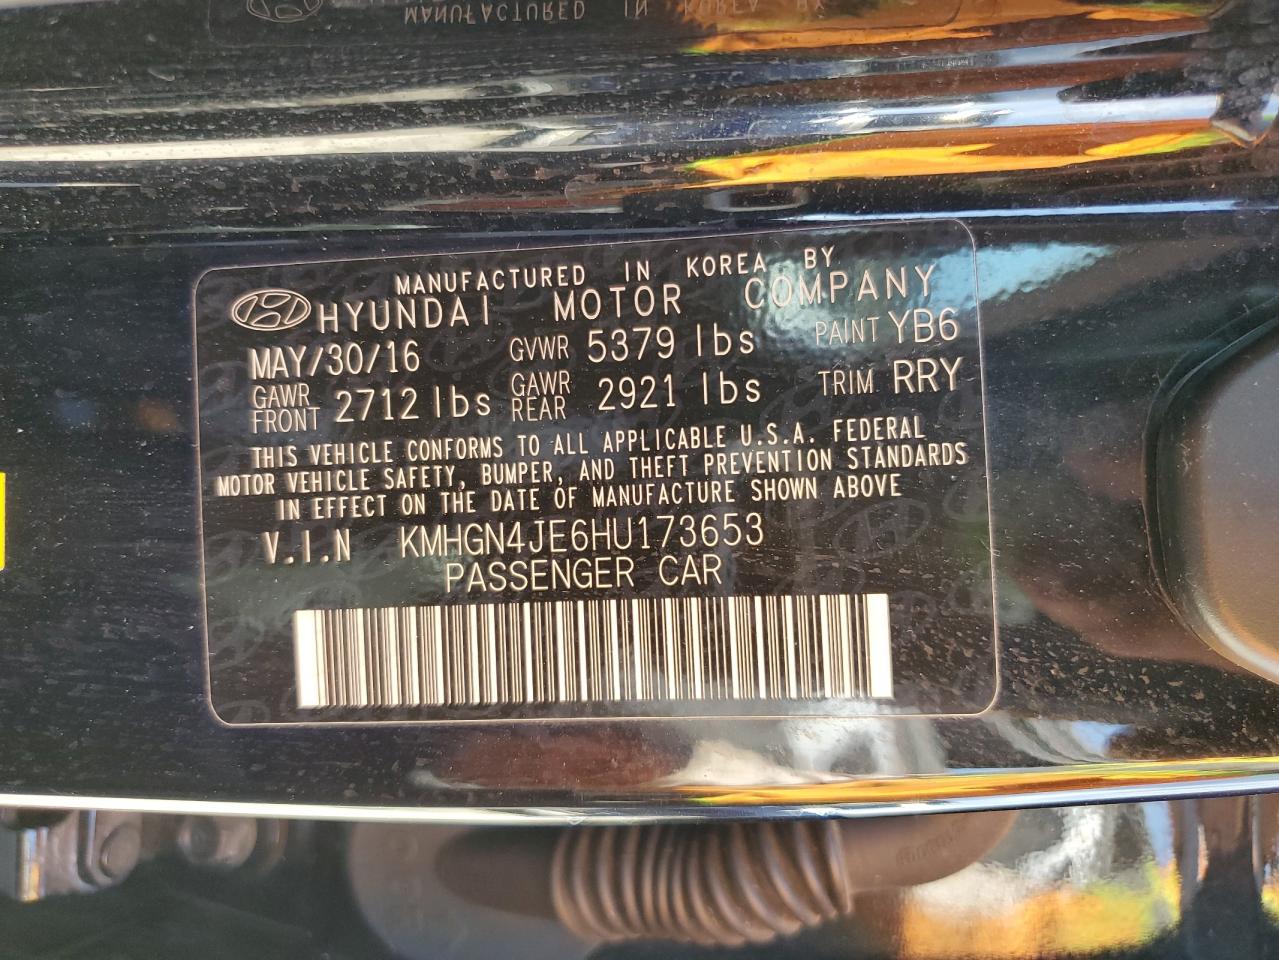 MANUFACTURED IN KOREA BY
HYUNDAI MOTOR COMPANY
MAY/30/16 GVWR 5379 lbs PAINT YB6
GAWR FRONT 2712 lbs GAWR REAR 2921 lbs TRIM RRY
THIS VEHICLE CONFORMS TO ALL APPLICABLE U.S.A. FEDERAL
MOTOR VEHICLE SAFETY, BUMPER, AND THEFT PREVENTION STANDARDS
IN EFFECT ON THE DATE OF MANUFACTURE SHOWN ABOVE
V.I.N KMHGN4JE6HU173653
PASSENGER CAR